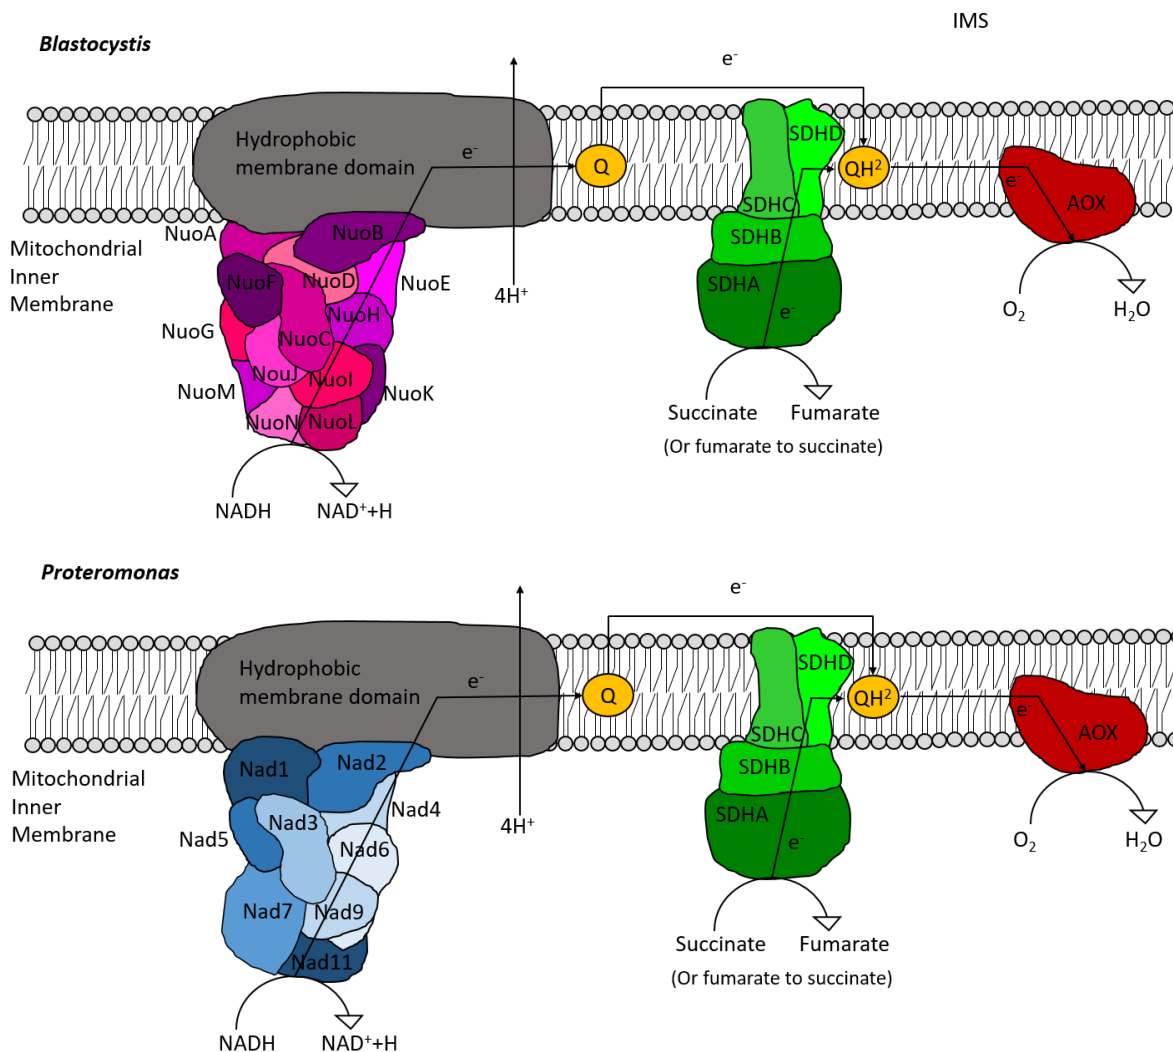 IMS
Blastocystis
e⁻
Hydrophobic
membrane domain
e⁻
Q
SDHD
QH²
e⁻
AOX
SDHC
NuoA
NuoB
SDHB
Mitochondrial
Inner
Membrane
NuoF
NuoD
NuoE
SDHA
4H⁺
e⁻
O₂
H₂O
NuoG
NuoH
NuoC
NouJ
NuoI
NuoM
NuoK
NuoN
NuoL
Succinate
Fumarate
(Or fumarate to succinate)
NADH
NAD⁺+H
Proteromonas
e⁻
Hydrophobic
membrane domain
e⁻
Q
SDHD
QH²
e⁻
AOX
SDHC
Nad1
Nad2
SDHB
Mitochondrial
Inner
Membrane
Nad4
SDHA
Nad3
4H⁺
Nad5
Nad6
e⁻
O₂
H₂O
Nad7
Nad9
Succinate
Fumarate
Nad11
(Or fumarate to succinate)
NADH
NAD⁺+H